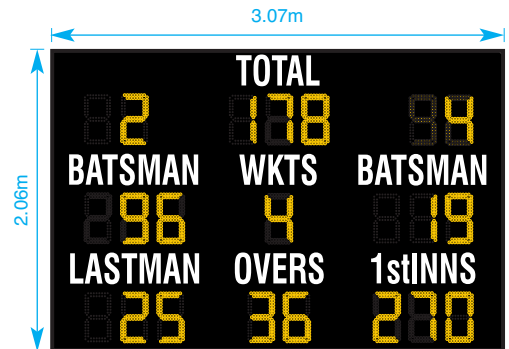 3.07m
2.06m
TOTAL
2 178 4
BATSMAN WKTS BATSMAN
96 4 19
LASTMAN OVERS 1stINNS
25 36 270